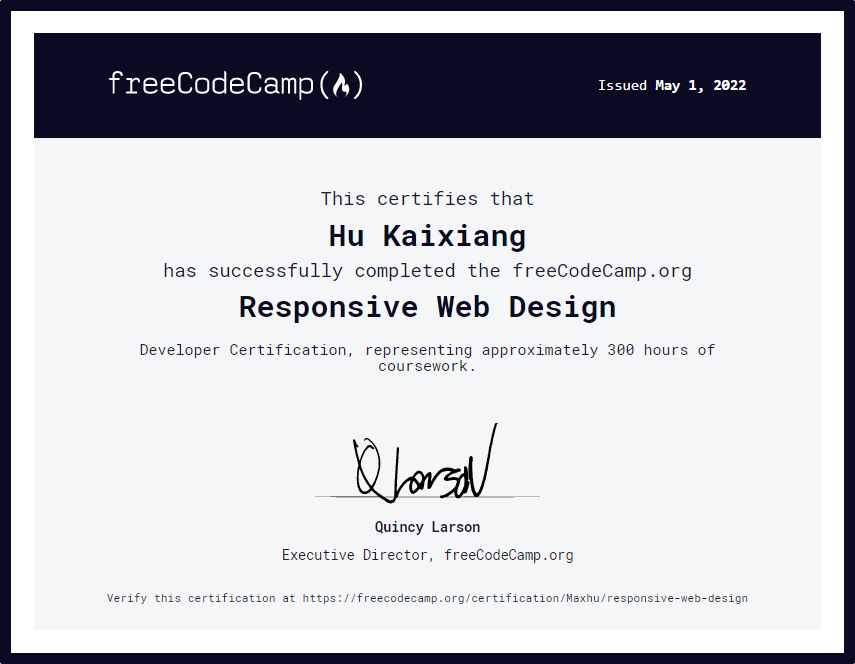 freeCodeCamp
Issued May 1, 2022
This certifies that
Hu Kaixiang
has successfully completed the freeCodeCamp.org
Responsive Web Design
Developer Certification, representing approximately 300 hours of
coursework.
Q Larson
Quincy Larson
Executive Director, freeCodeCamp.org
Verify this certification at https://freecodecamp.org/certification/Maxhu/responsive-web-design